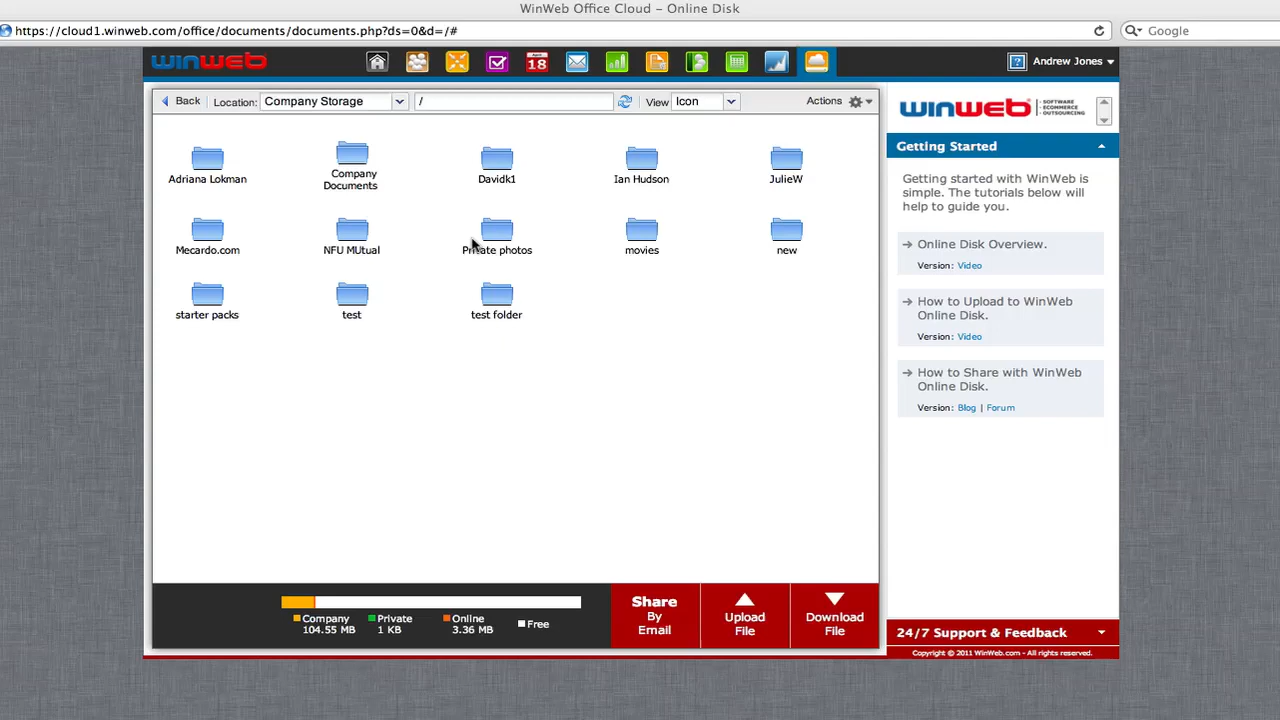 WinWeb Office Cloud – Online Disk
https://cloud1.winweb.com/office/documents/documents.php?ds=0&d=/#
Google
winweb
April
18
?
Andrew Jones
Back
Location:
Company Storage
/
View
Icon
Actions
winweb
SOFTWARE
ECOMMERCE
OUTSOURCING
Adriana Lokman
Company
Documents
Davidk1
Ian Hudson
JulieW
Mecardo.com
NFU MUtual
Private photos
movies
new
starter packs
test
test folder
Getting Started
Getting started with WinWeb is
simple. The tutorials below will
help to guide you.
Online Disk Overview.
Version: Video
How to Upload to WinWeb
Online Disk.
Version: Video
How to Share with WinWeb
Online Disk.
Version: Blog | Forum
Company
104.55 MB
Private
1 KB
Online
3.36 MB
Free
Share
By
Email
Upload
File
Download
File
24/7 Support & Feedback
Copyright © 2011 WinWeb.com - All rights reserved.